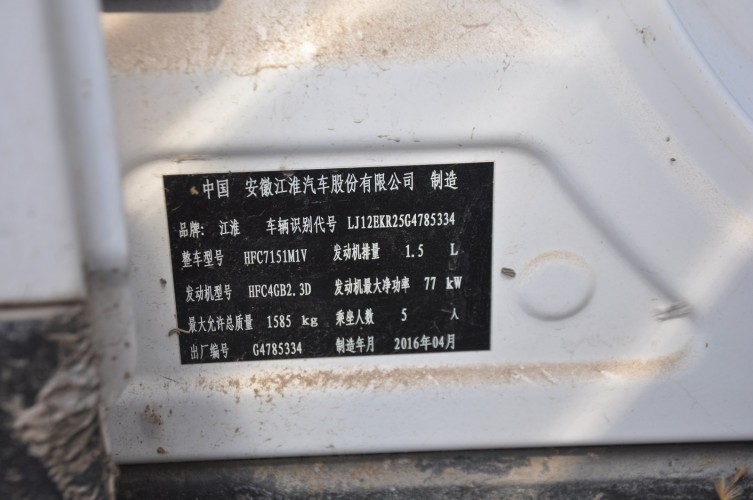 中国 安徽江淮汽车股份有限公司 制造
品牌: 江淮 车辆识别代号 LJ12EKR25G4785334
整车型号 HFC7151M1V 发动机排量 1.5 L
发动机型号 HFC4GB2.3D 发动机最大净功率 77 kW
最大允许总质量 1585 kg 乘坐人数 5 人
出厂编号 G4785334 制造年月 2016年04月